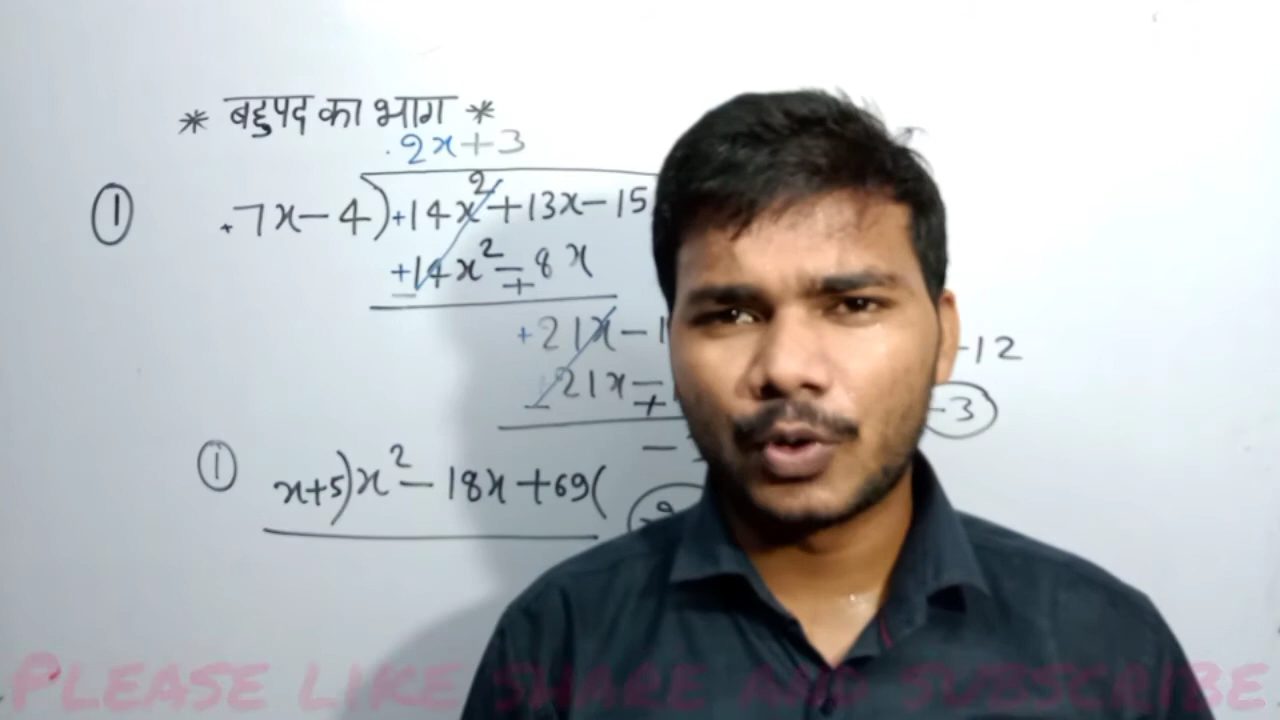 * बहुपद का भाग *
2x+3
① +7x-4)+14x²+13x-15
+14x²-8x
- +
+21x-1
21x-
- +
-12
-3
-
① x+5)x²-18x+69(
PLEASE LIKE SHARE AND SUBSCRIBE